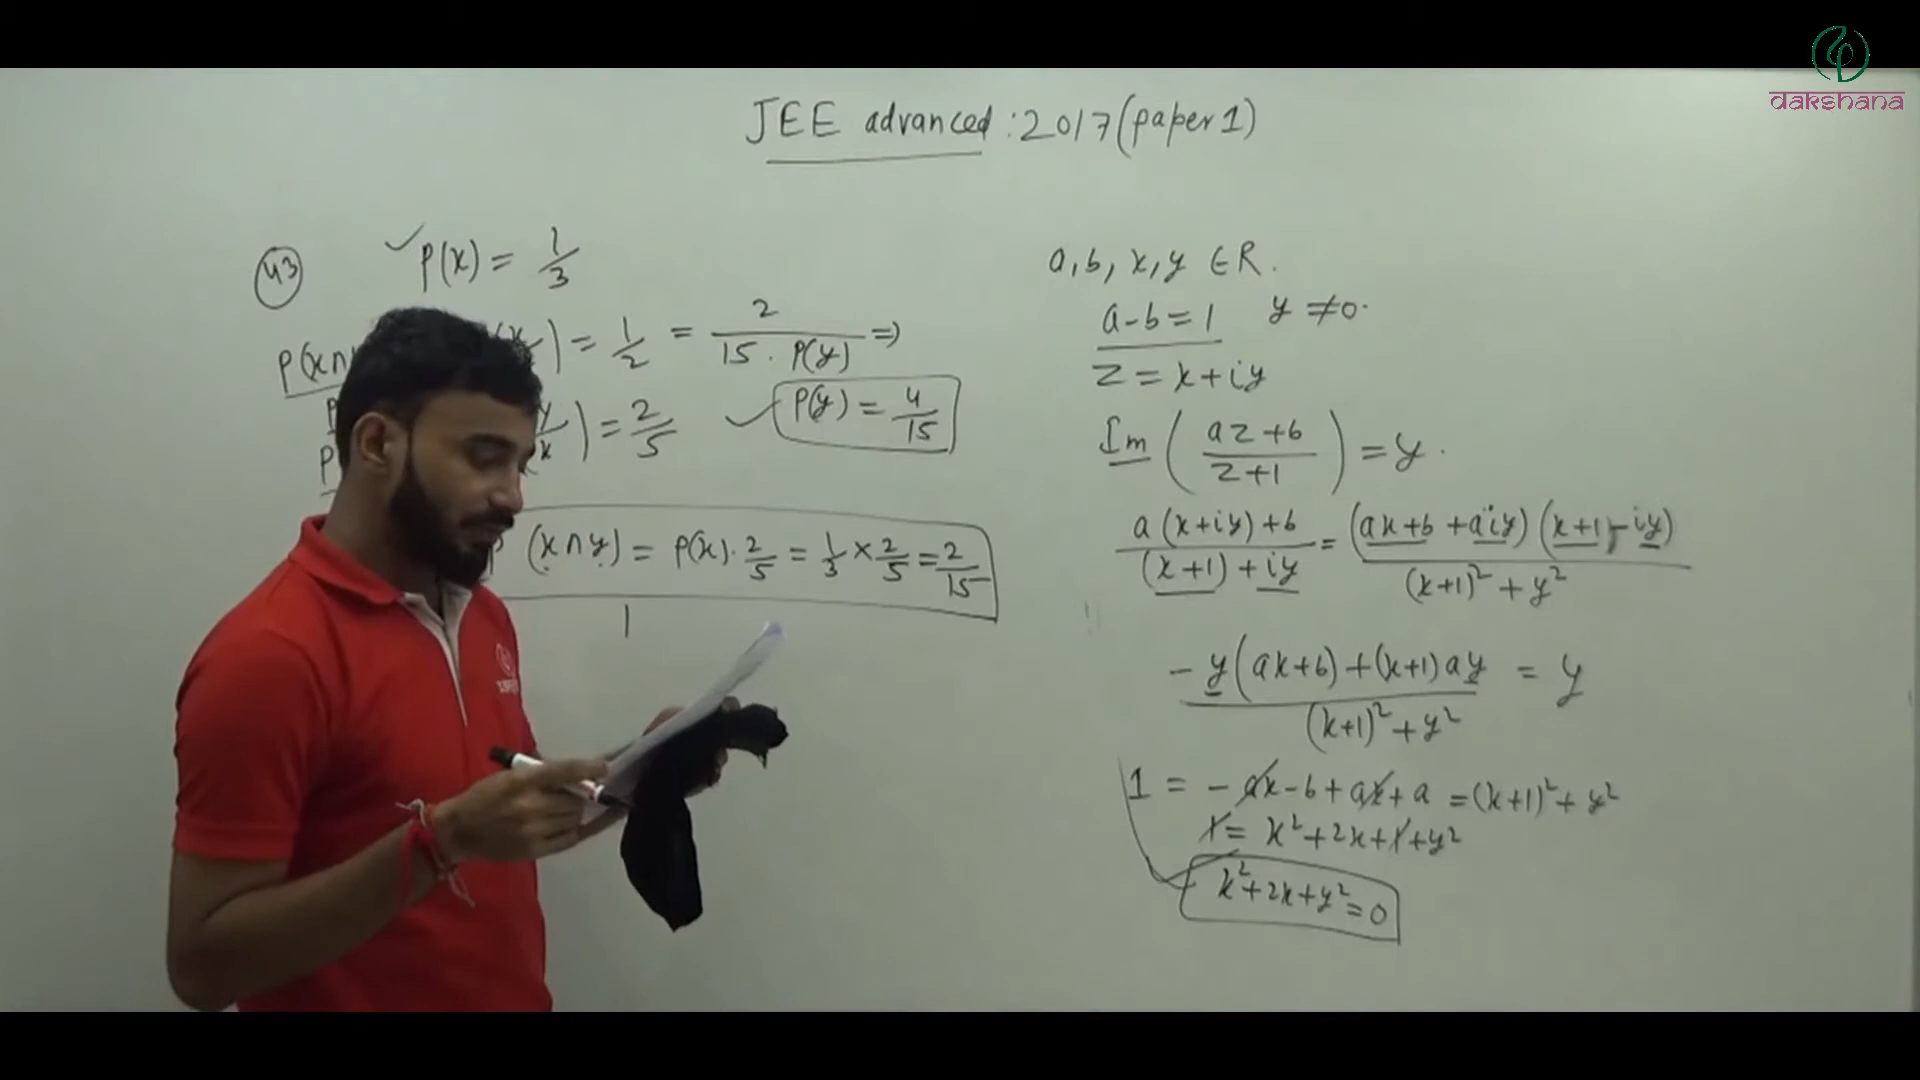 dakshana
JEE advanced : 2017 (paper 1)
43
P(x) = 1/3
P(x∩
) = 1/2 = 2/(15 · P(y)) ⇒
y/x) = 2/5
P(y) = 4/15
(x∩y) = P(x) · 2/5 = 1/3 × 2/5 = 2/15
a, b, x, y ∈ R.
a-b = 1 y ≠ 0.
z = x+iy
Im ((az+b)/(z+1)) = y.
(a(x+iy)+b)/((x+1)+iy) = ((ax+b+aiy)(x+1-iy))/((x+1)²+y²)
(-y(ax+b)+(x+1)ay)/((x+1)²+y²) = y
1 = -ax-b+ax+a = (x+1)²+y²
1 = x²+2x+1+y²
x²+2x+y² = 0